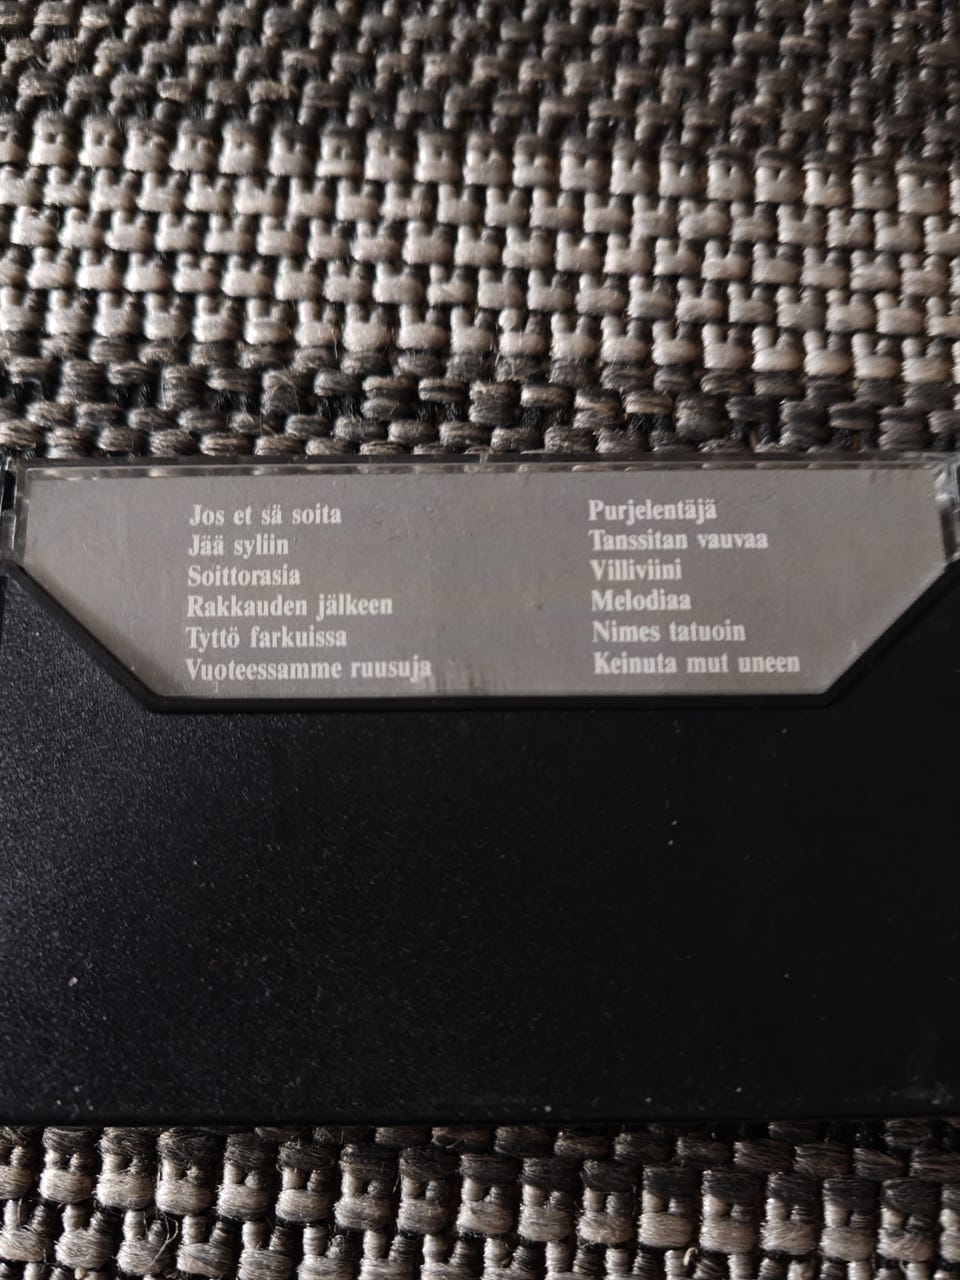 Jos et sä soita
Jää syliin
Soittorasia
Rakkauden jälkeen
Tyttö farkuissa
Vuoteessamme ruusuja
Purjelentäjä
Tanssitan vauvaa
Villiviini
Melodiaa
Nimes tatuoin
Keinuta mut uneen